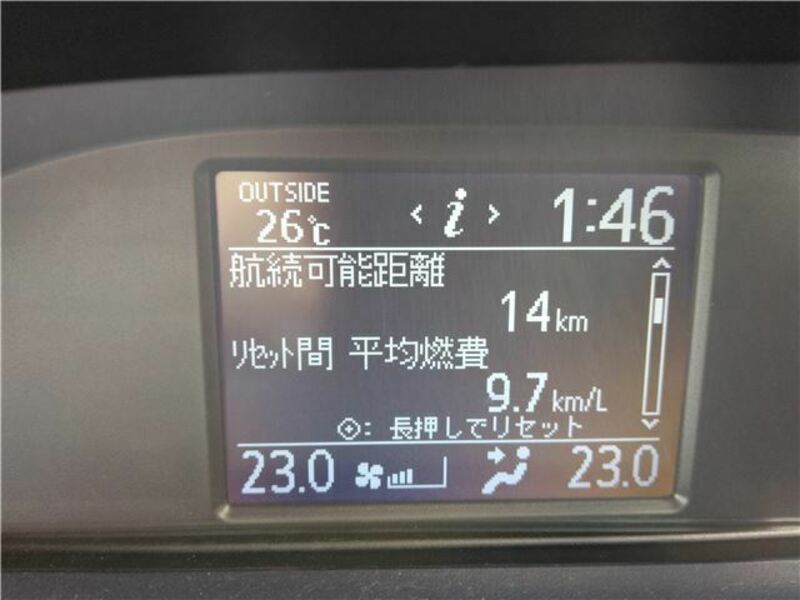 OUTSIDE
26℃
< i >
1:46
航続可能距離
14km
リセット間 平均燃費
9.7km/L
: 長押しでリセット
23.0
23.0